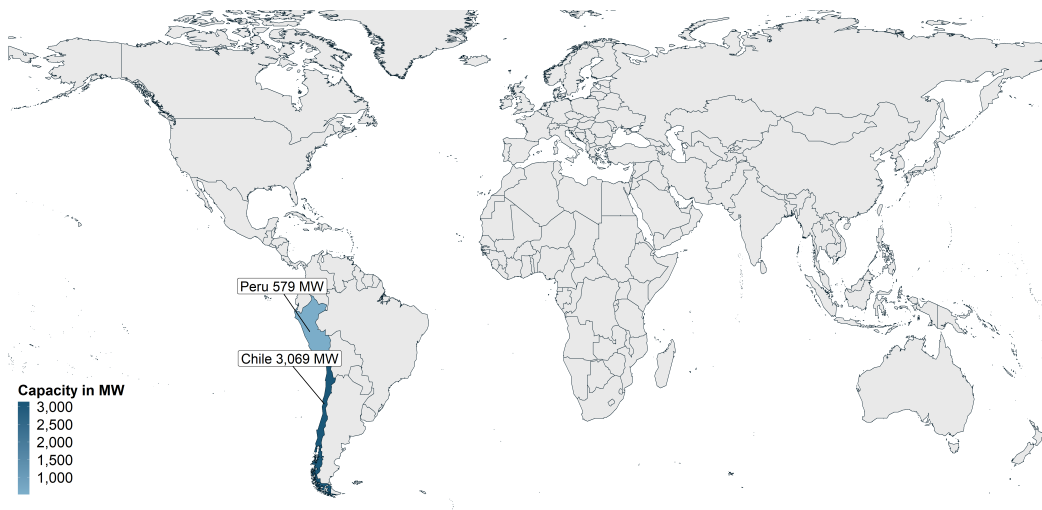 Peru 579 MW
Chile 3,069 MW
Capacity in MW
3,000
2,500
2,000
1,500
1,000